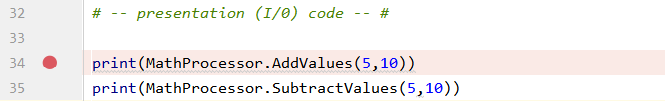 32 # -- presentation (I/0) code -- #
33
34 print(MathProcessor.AddValues(5,10))
35 print(MathProcessor.SubtractValues(5,10))